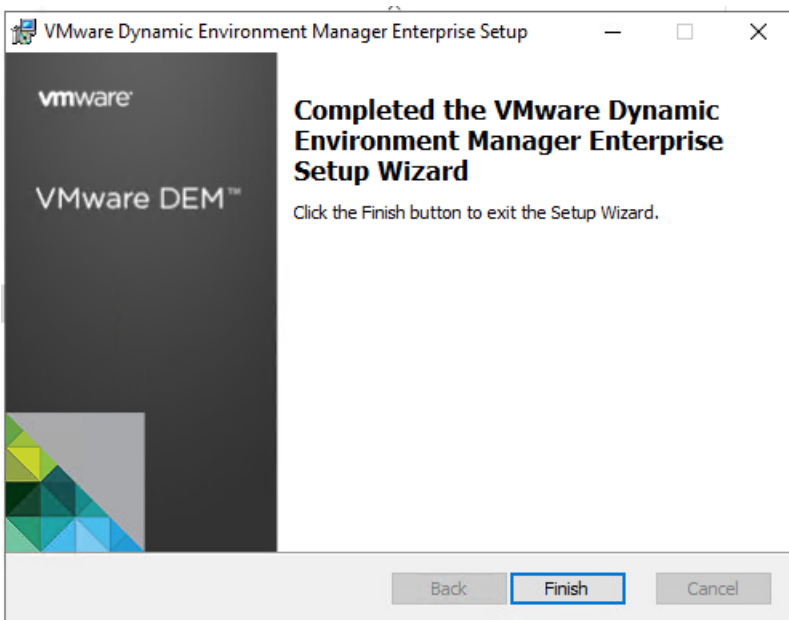 VMware Dynamic Environment Manager Enterprise Setup
vmware
VMware DEM™
Completed the VMware Dynamic
Environment Manager Enterprise
Setup Wizard
Click the Finish button to exit the Setup Wizard.
Back
Finish
Cancel